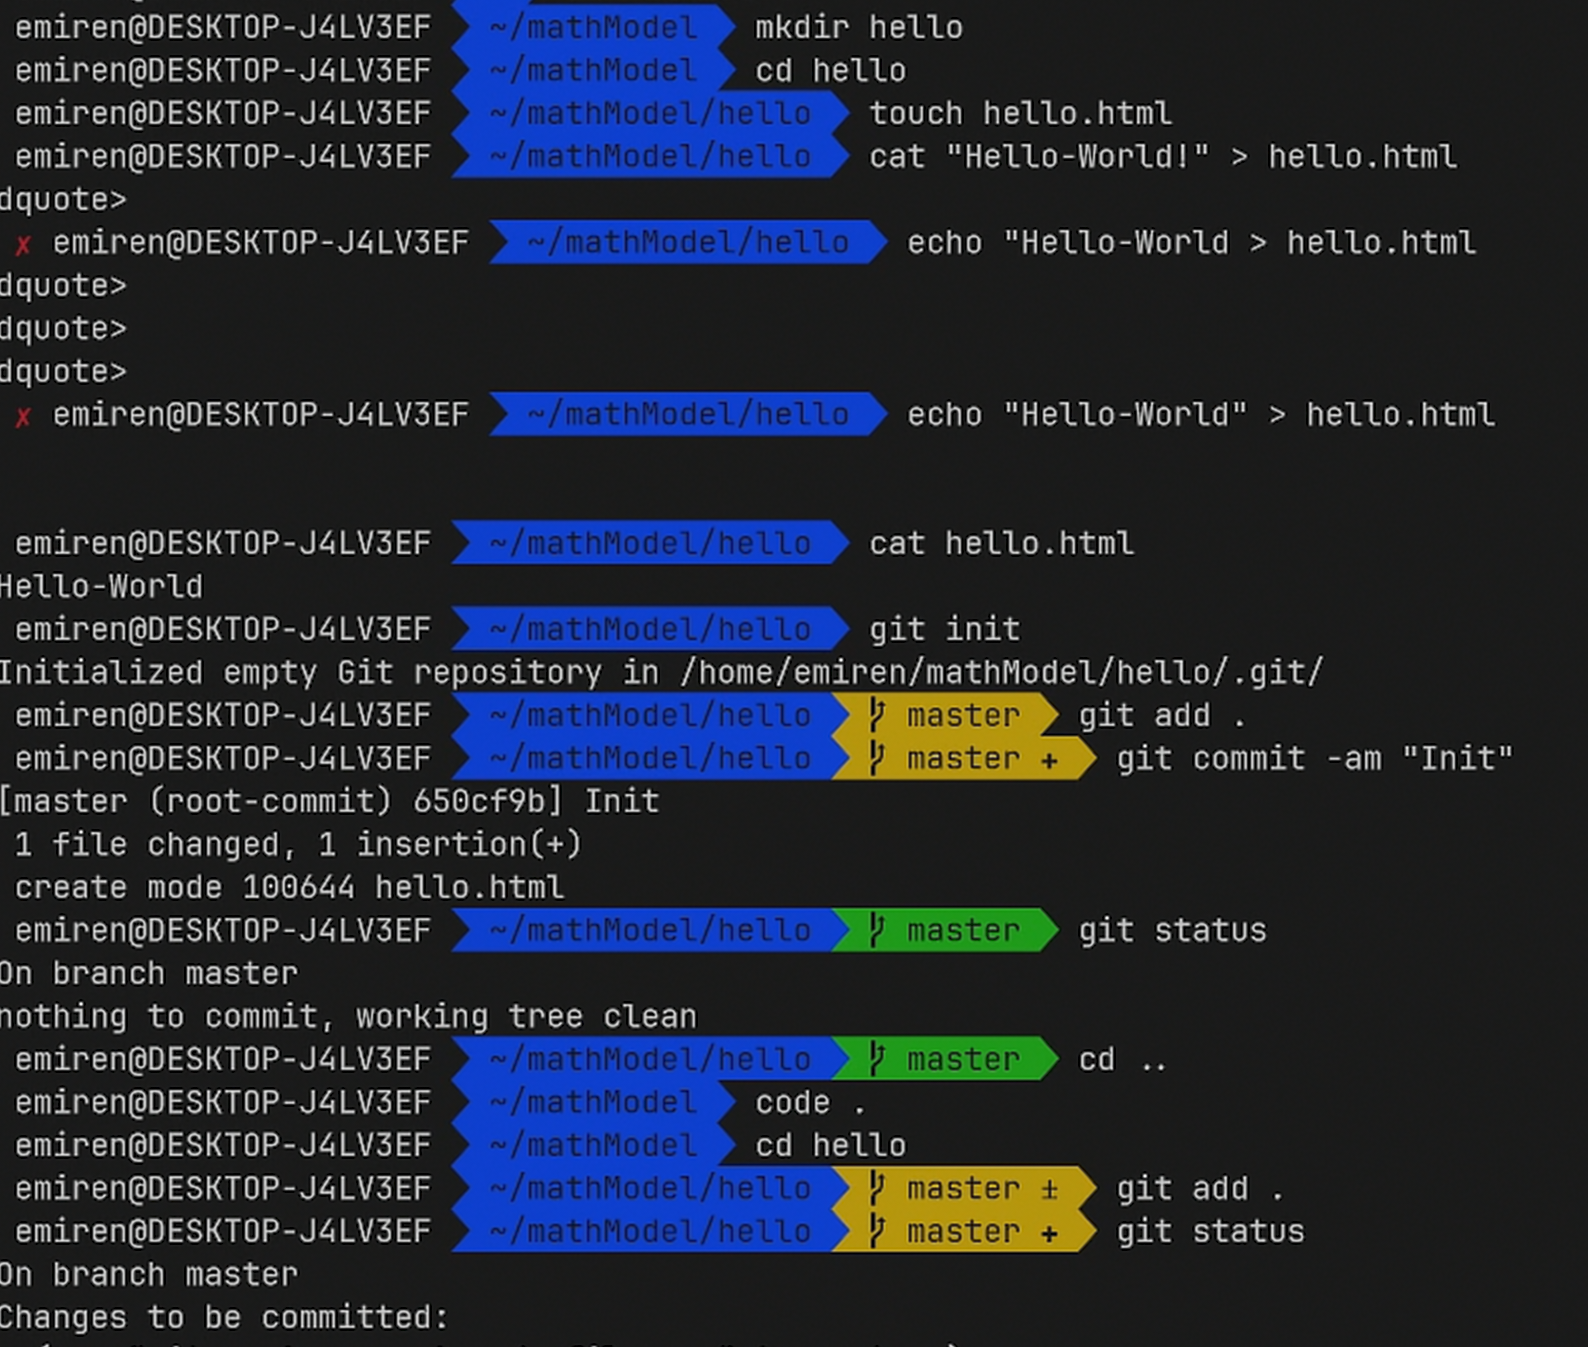 emiren@DESKTOP-J4LV3EF ~/mathModel mkdir hello
emiren@DESKTOP-J4LV3EF ~/mathModel cd hello
emiren@DESKTOP-J4LV3EF ~/mathModel/hello touch hello.html
emiren@DESKTOP-J4LV3EF ~/mathModel/hello cat "Hello-World!" > hello.html
dquote>
✗ emiren@DESKTOP-J4LV3EF ~/mathModel/hello echo "Hello-World > hello.html
dquote>
dquote>
dquote>
✗ emiren@DESKTOP-J4LV3EF ~/mathModel/hello echo "Hello-World" > hello.html
emiren@DESKTOP-J4LV3EF ~/mathModel/hello cat hello.html
Hello-World
emiren@DESKTOP-J4LV3EF ~/mathModel/hello git init
Initialized empty Git repository in /home/emiren/mathModel/hello/.git/
emiren@DESKTOP-J4LV3EF ~/mathModel/hello master git add .
emiren@DESKTOP-J4LV3EF ~/mathModel/hello master + git commit -am "Init"
[master (root-commit) 650cf9b] Init
1 file changed, 1 insertion(+)
create mode 100644 hello.html
emiren@DESKTOP-J4LV3EF ~/mathModel/hello master git status
On branch master
nothing to commit, working tree clean
emiren@DESKTOP-J4LV3EF ~/mathModel/hello master cd ..
emiren@DESKTOP-J4LV3EF ~/mathModel code .
emiren@DESKTOP-J4LV3EF ~/mathModel cd hello
emiren@DESKTOP-J4LV3EF ~/mathModel/hello master ± git add .
emiren@DESKTOP-J4LV3EF ~/mathModel/hello master + git status
On branch master
Changes to be committed: